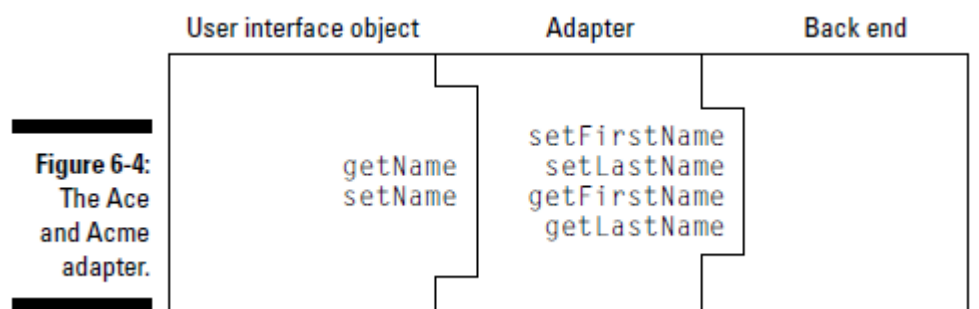 User interface object
Adapter
Back end
Figure 6-4:
The Ace
and Acme
adapter.
getName
setName
setFirstName
setLastName
getFirstName
getLastName